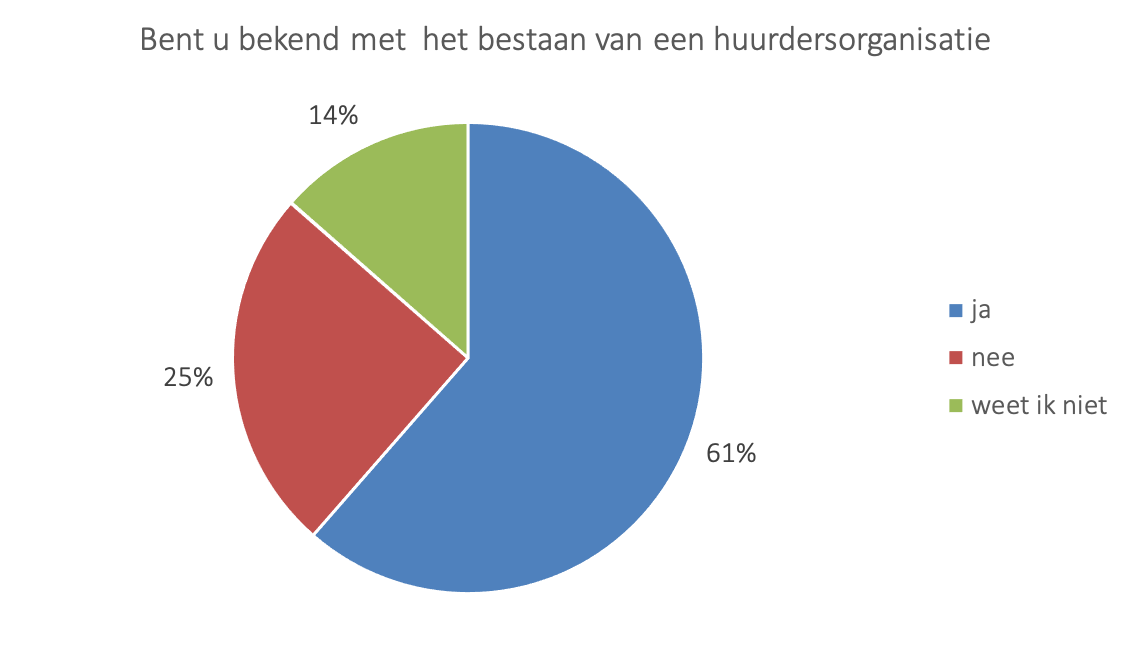 Bent u bekend met  het bestaan van een huurdersorganisatie
14%
25%
61%
ja
nee
weet ik niet